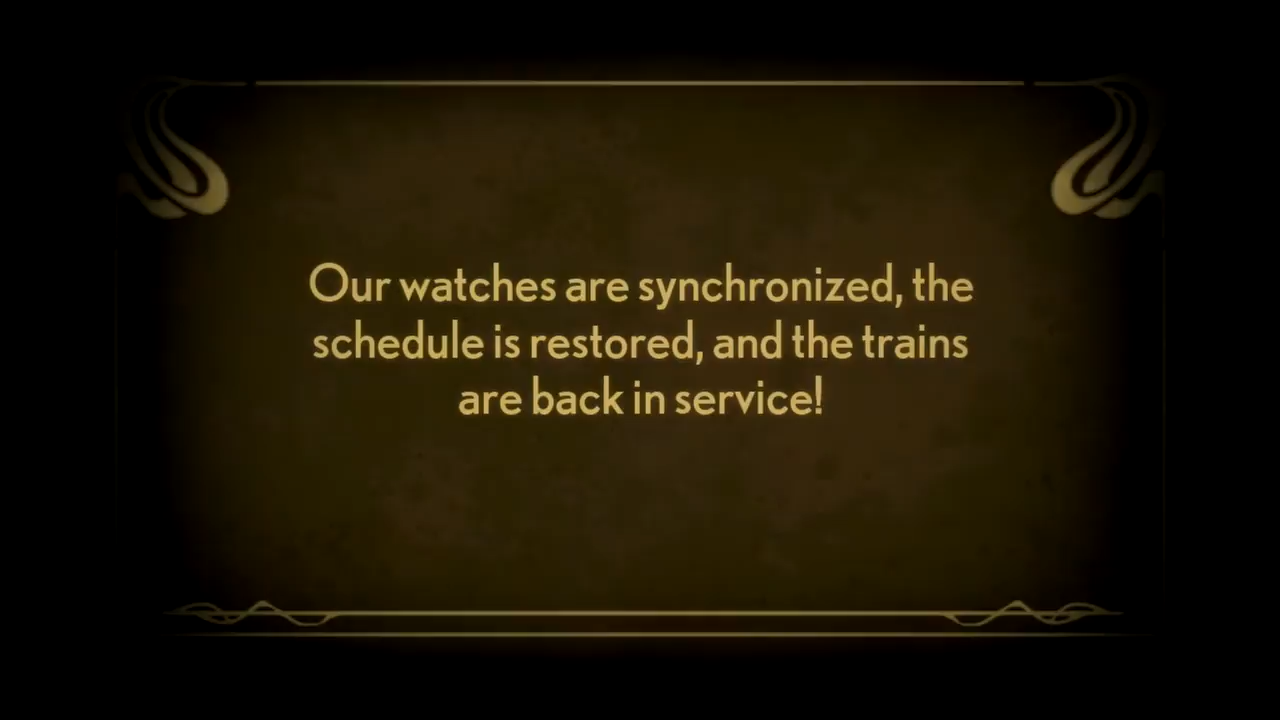 Our watches are synchronized, the
schedule is restored, and the trains
are back in service!